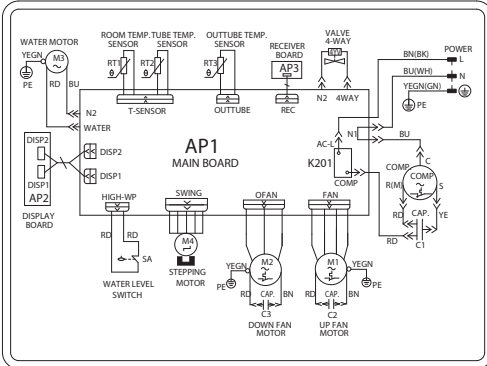 ROOM TEMP. TUBE TEMP. OUTTUBE TEMP. VALVE
SENSOR SENSOR SENSOR 4-WAY
WATER MOTOR
RECEIVER
BOARD
POWER
YEGN M3
RT1 RT2 RT3
θ θ θ
AP3
BN(BK) L
BU(WH) N
YEGN(GN)
PE
PE
RD BU
N2
WATER
T-SENSOR OUTTUBE REC N2 4WAY
AP1
MAIN BOARD
AC-L
N1
BU
K201
COMP
DISP2
DISP1
AP2
DISPLAY
BOARD
DISP2
DISP1
C
COMP.
COMP
R(M) S
RD CAP. YE
RD C1
HIGH-WP SWING OFAN FAN
RD RD
SA
WATER LEVEL
SWITCH
M4
STEPPING
MOTOR
YEGN M2
PE
RD CAP. BN
C3
DOWN FAN
MOTOR
M1 YEGN
PE
RD CAP. BN
C2
UP FAN
MOTOR